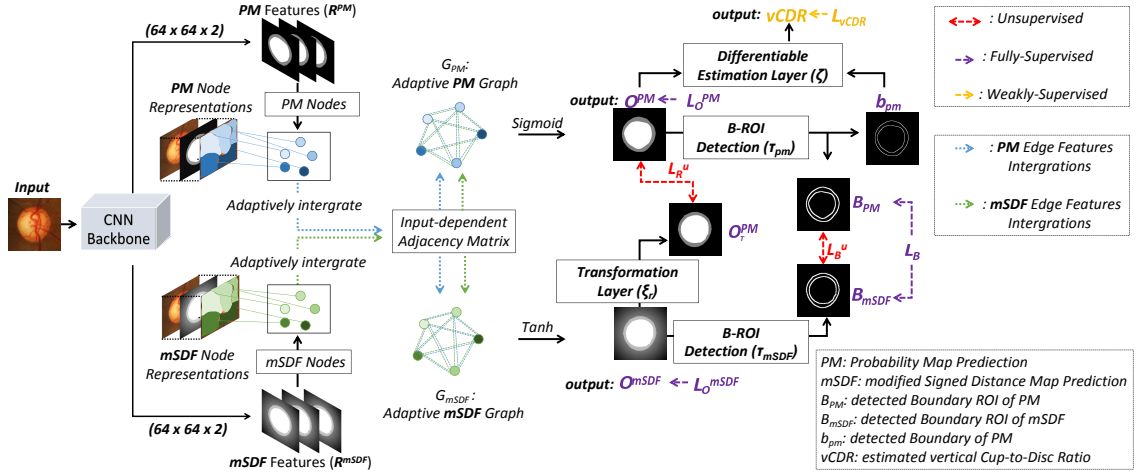 PM Features (R^PM)
(64 x 64 x 2)
PM Node
Representations
PM Nodes
Input
CNN
Backbone
Adaptively intergrate
Adaptively intergrate
mSDF Node
Representations
mSDF Nodes
(64 x 64 x 2)
mSDF Features (R^mSDF)
G_PM:
Adaptive PM Graph
Input-dependent
Adjacency Matrix
G_mSDF:
Adaptive mSDF Graph
Sigmoid
Tanh
output: vCDR L_vCDR
Differentiable
Estimation Layer (ζ)
output: O^PM L_O^PM
b_pm
B-ROI
Detection (τ_pm)
L_R^u
O_τ^PM
Transformation
Layer (ξ_r)
B-ROI
Detection (τ_mSDF)
output: O^mSDF L_O^mSDF
B_PM
L_B^u
L_B
B_mSDF
: Unsupervised
: Fully-Supervised
: Weakly-Supervised
: PM Edge Features
Intergrations
: mSDF Edge Features
Intergrations
PM: Probability Map Prediection
mSDF: modified Signed Distance Map Prediction
B_PM: detected Boundary ROI of PM
B_mSDF: detected Boundary ROI of mSDF
b_pm: detected Boundary of PM
vCDR: estimated vertical Cup-to-Disc Ratio